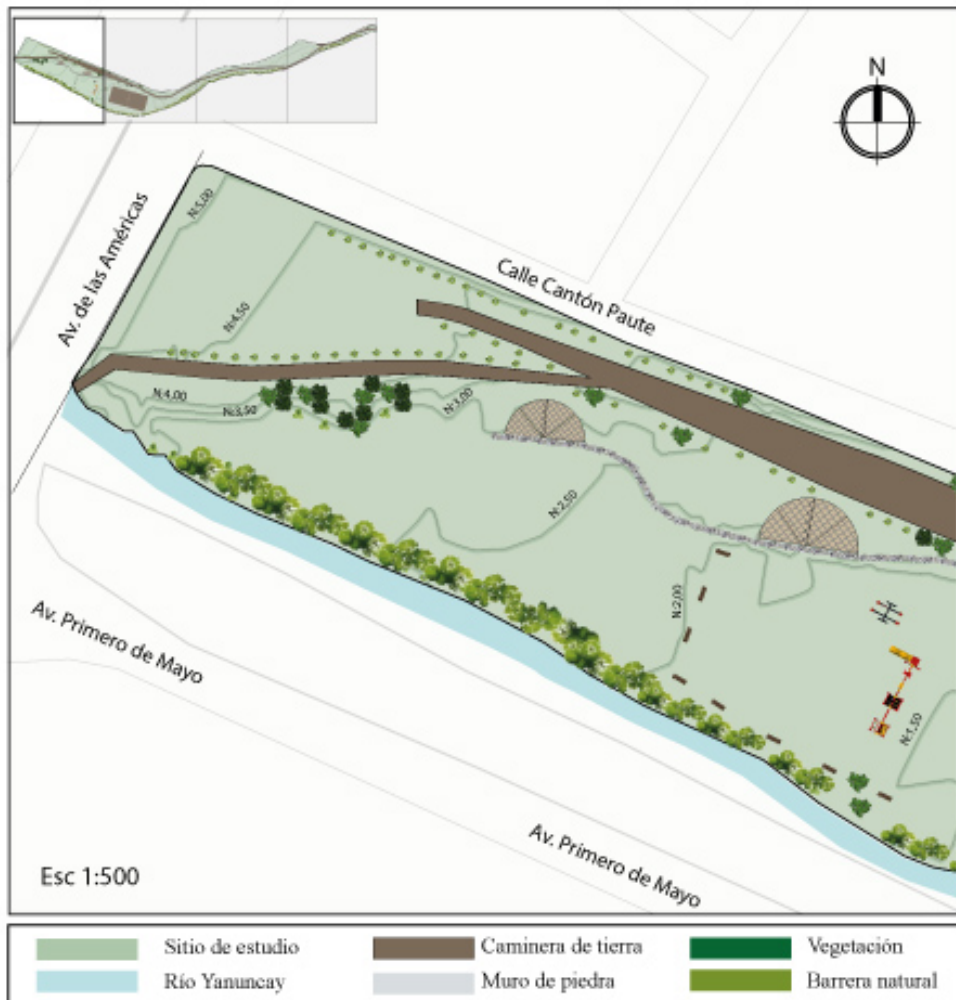 N
Av. de las Américas
Calle Cantón Paute
N:5,00
N:4,50
N:4,00
N:3,50
N:3,00
N:2,50
N:2,00
N:1,50
Av. Primero de Mayo
Av. Primero de Mayo
Esc 1:500
Sitio de estudio
Caminera de tierra
Vegetación
Río Yanuncay
Muro de piedra
Barrera natural